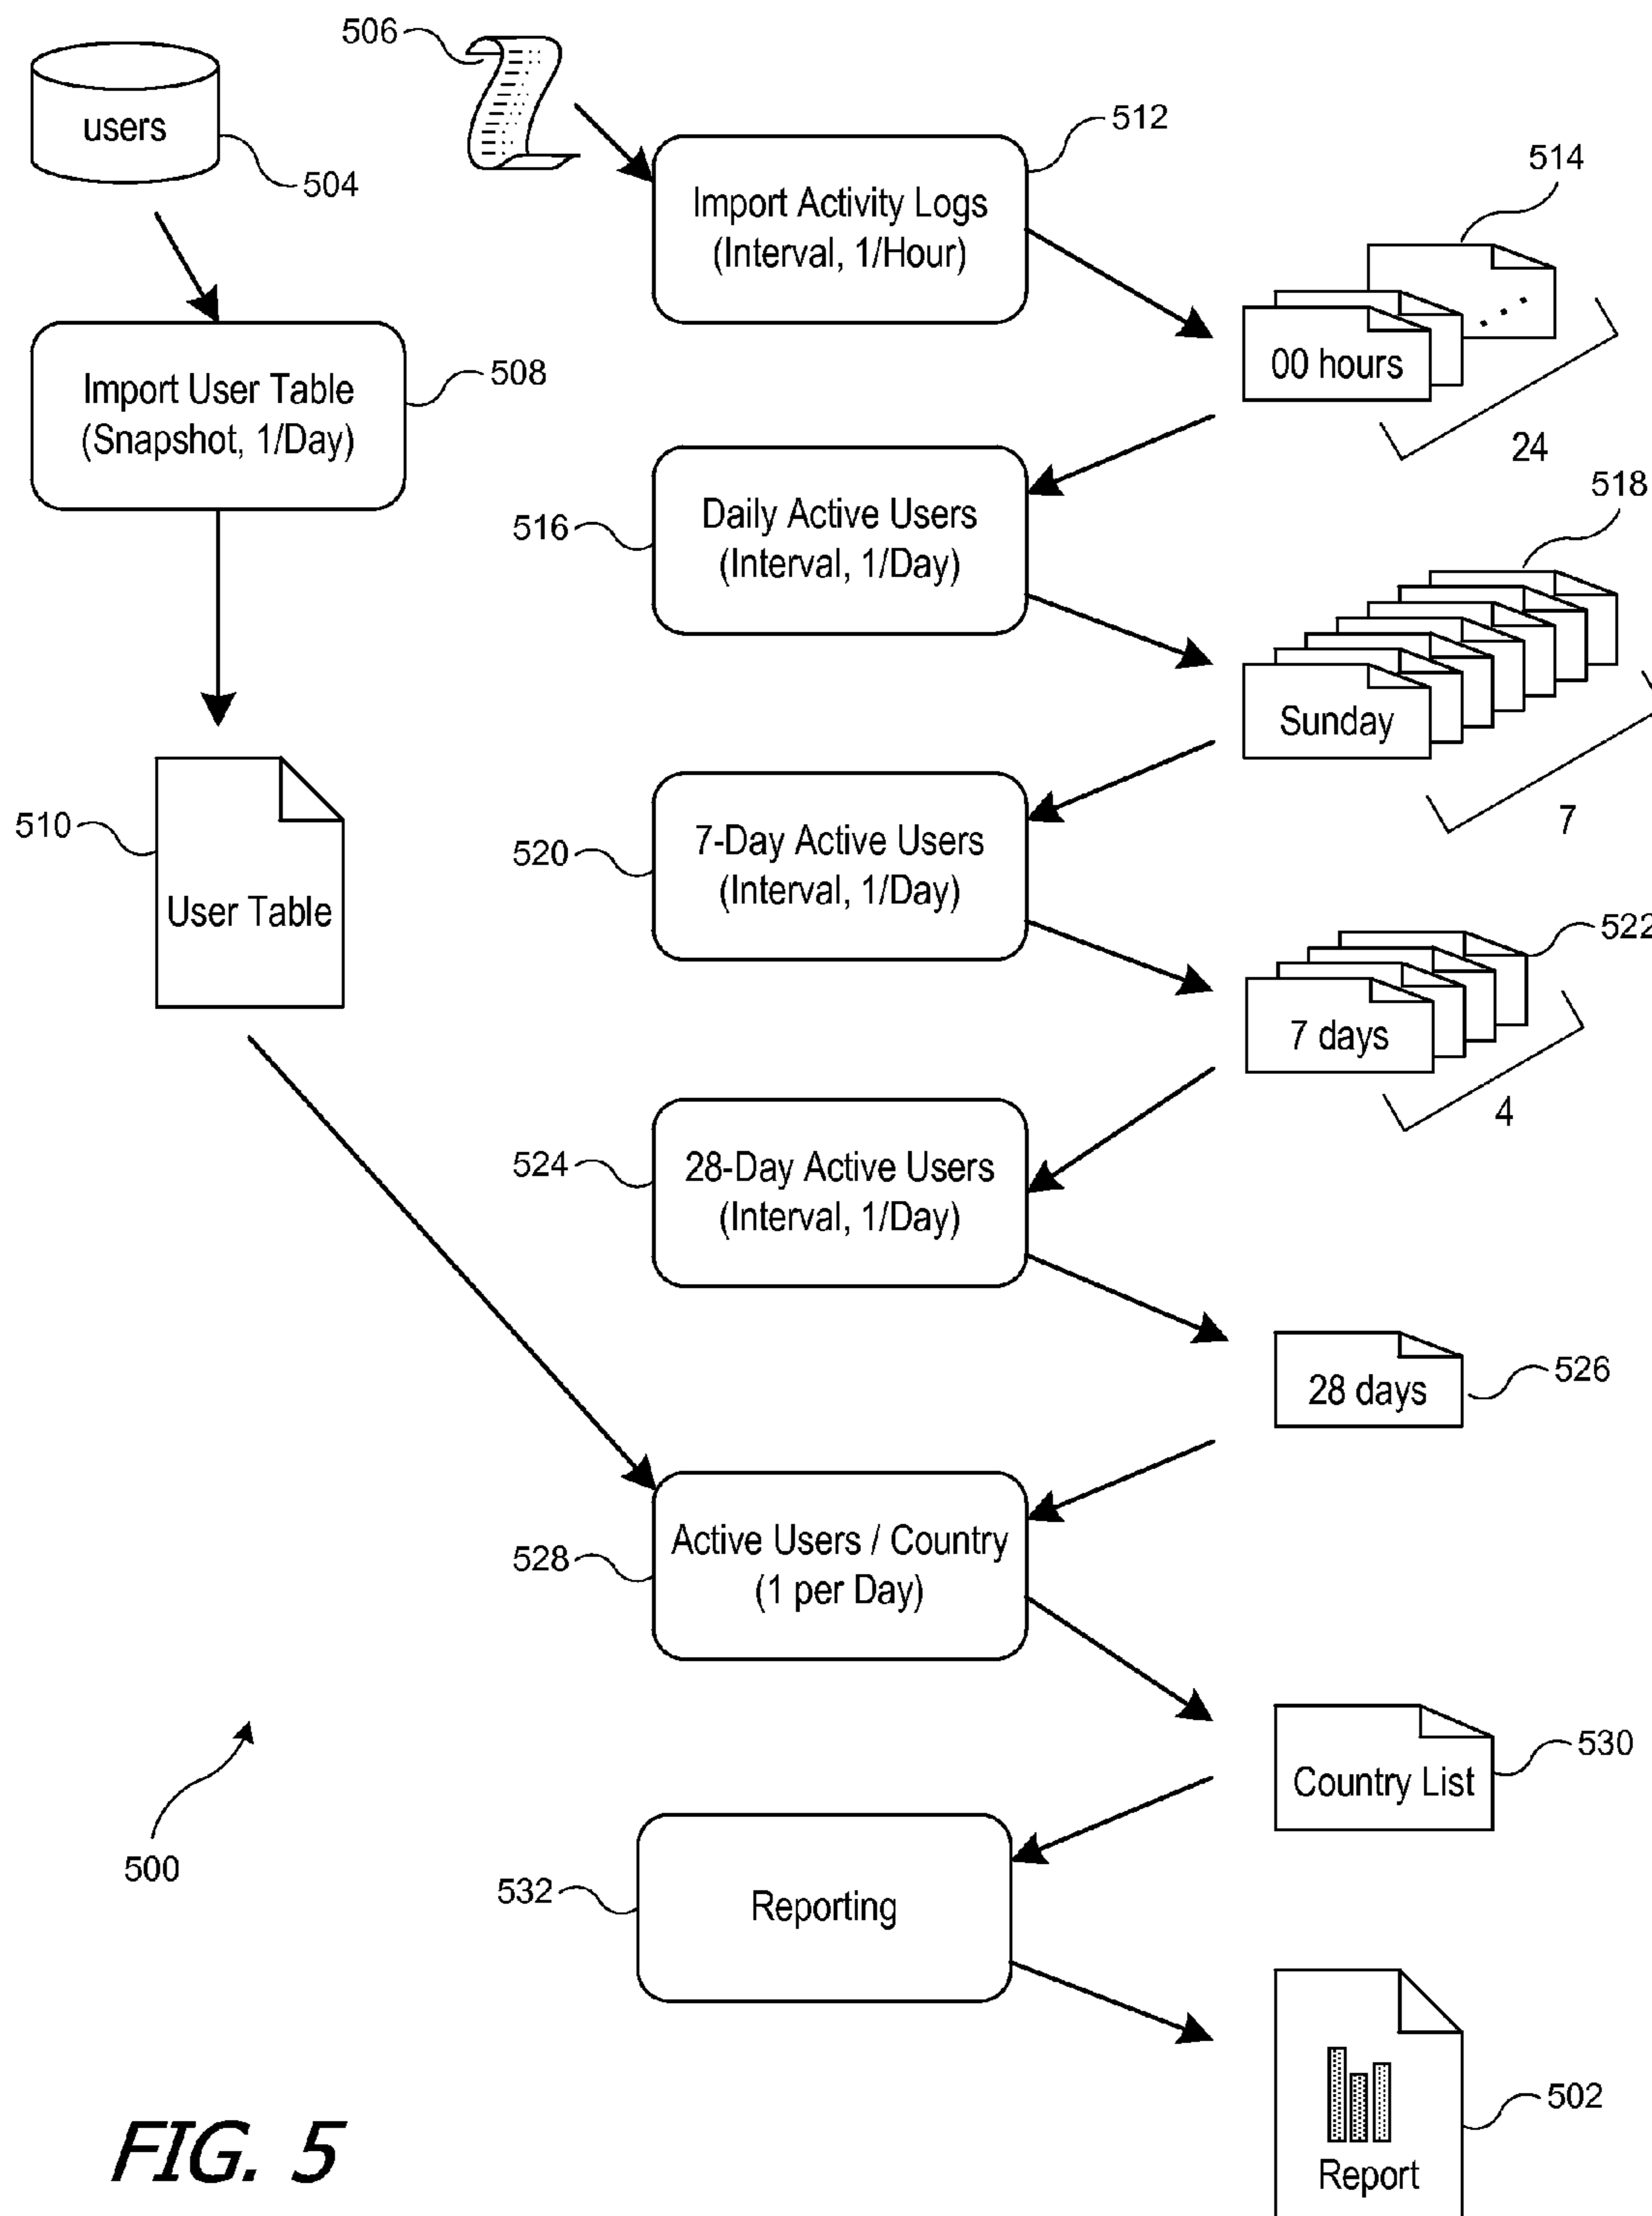 506
users
504
512
Import Activity Logs
(Interval, 1/Hour)
514
00 hours
24
Import User Table
(Snapshot, 1/Day)
508
Daily Active Users
(Interval, 1/Day)
516
518
Sunday
7
7-Day Active Users
(Interval, 1/Day)
520
510
User Table
522
7 days
4
28-Day Active Users
(Interval, 1/Day)
524
28 days
526
Active Users / Country
(1 per Day)
528
Country List
530
500
Reporting
532
Report
502
FIG. 5